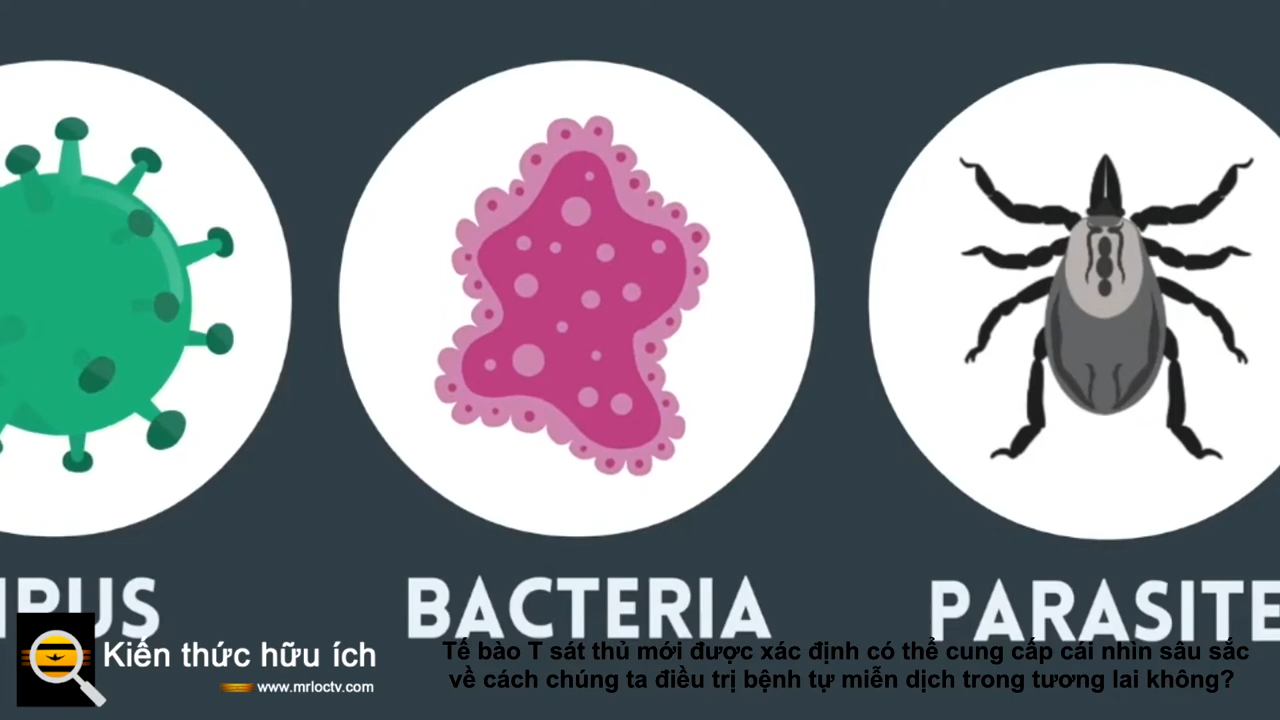 IRUS
BACTERIA
PARASITE
Kiến thức hữu ích
www.mrloctv.com
Tế bào T sát thủ mới được xác định có thể cung cấp cái nhìn sâu sắc
về cách chúng ta điều trị bệnh tự miễn dịch trong tương lai không?